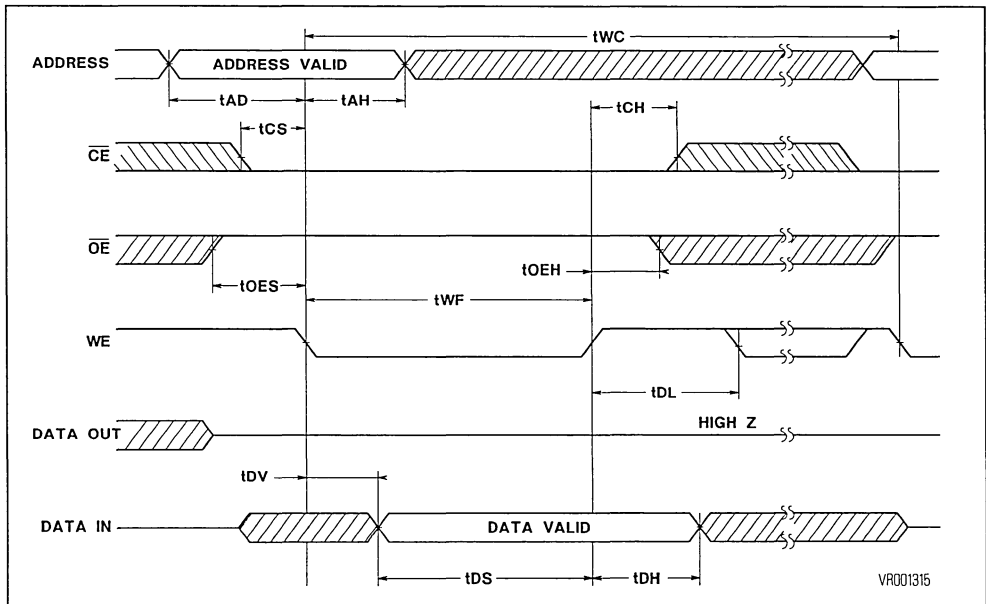 tWC
ADDRESS
ADDRESS VALID
tAD
tAH
tCS
tCH
CE
OE
tOEH
tOES
tWF
WE
tDL
HIGH Z
DATA OUT
tDV
DATA IN
DATA VALID
tDS
tDH
VR001315